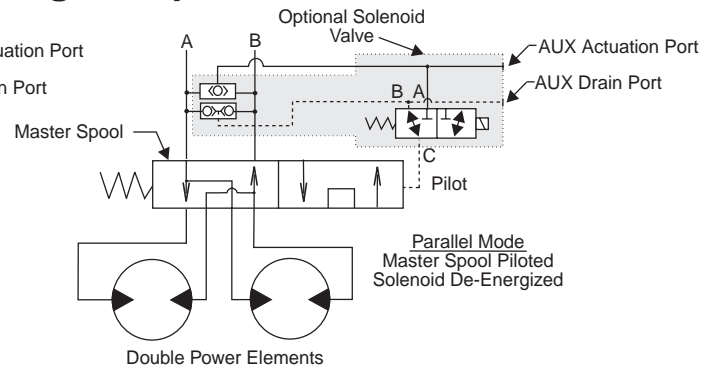 Optional Solenoid
Valve
uation Port
n Port
A
B
AUX Actuation Port
AUX Drain Port
B A
Master Spool
C
Pilot
Parallel Mode
Master Spool Piloted
Solenoid De-Energized
Double Power Elements